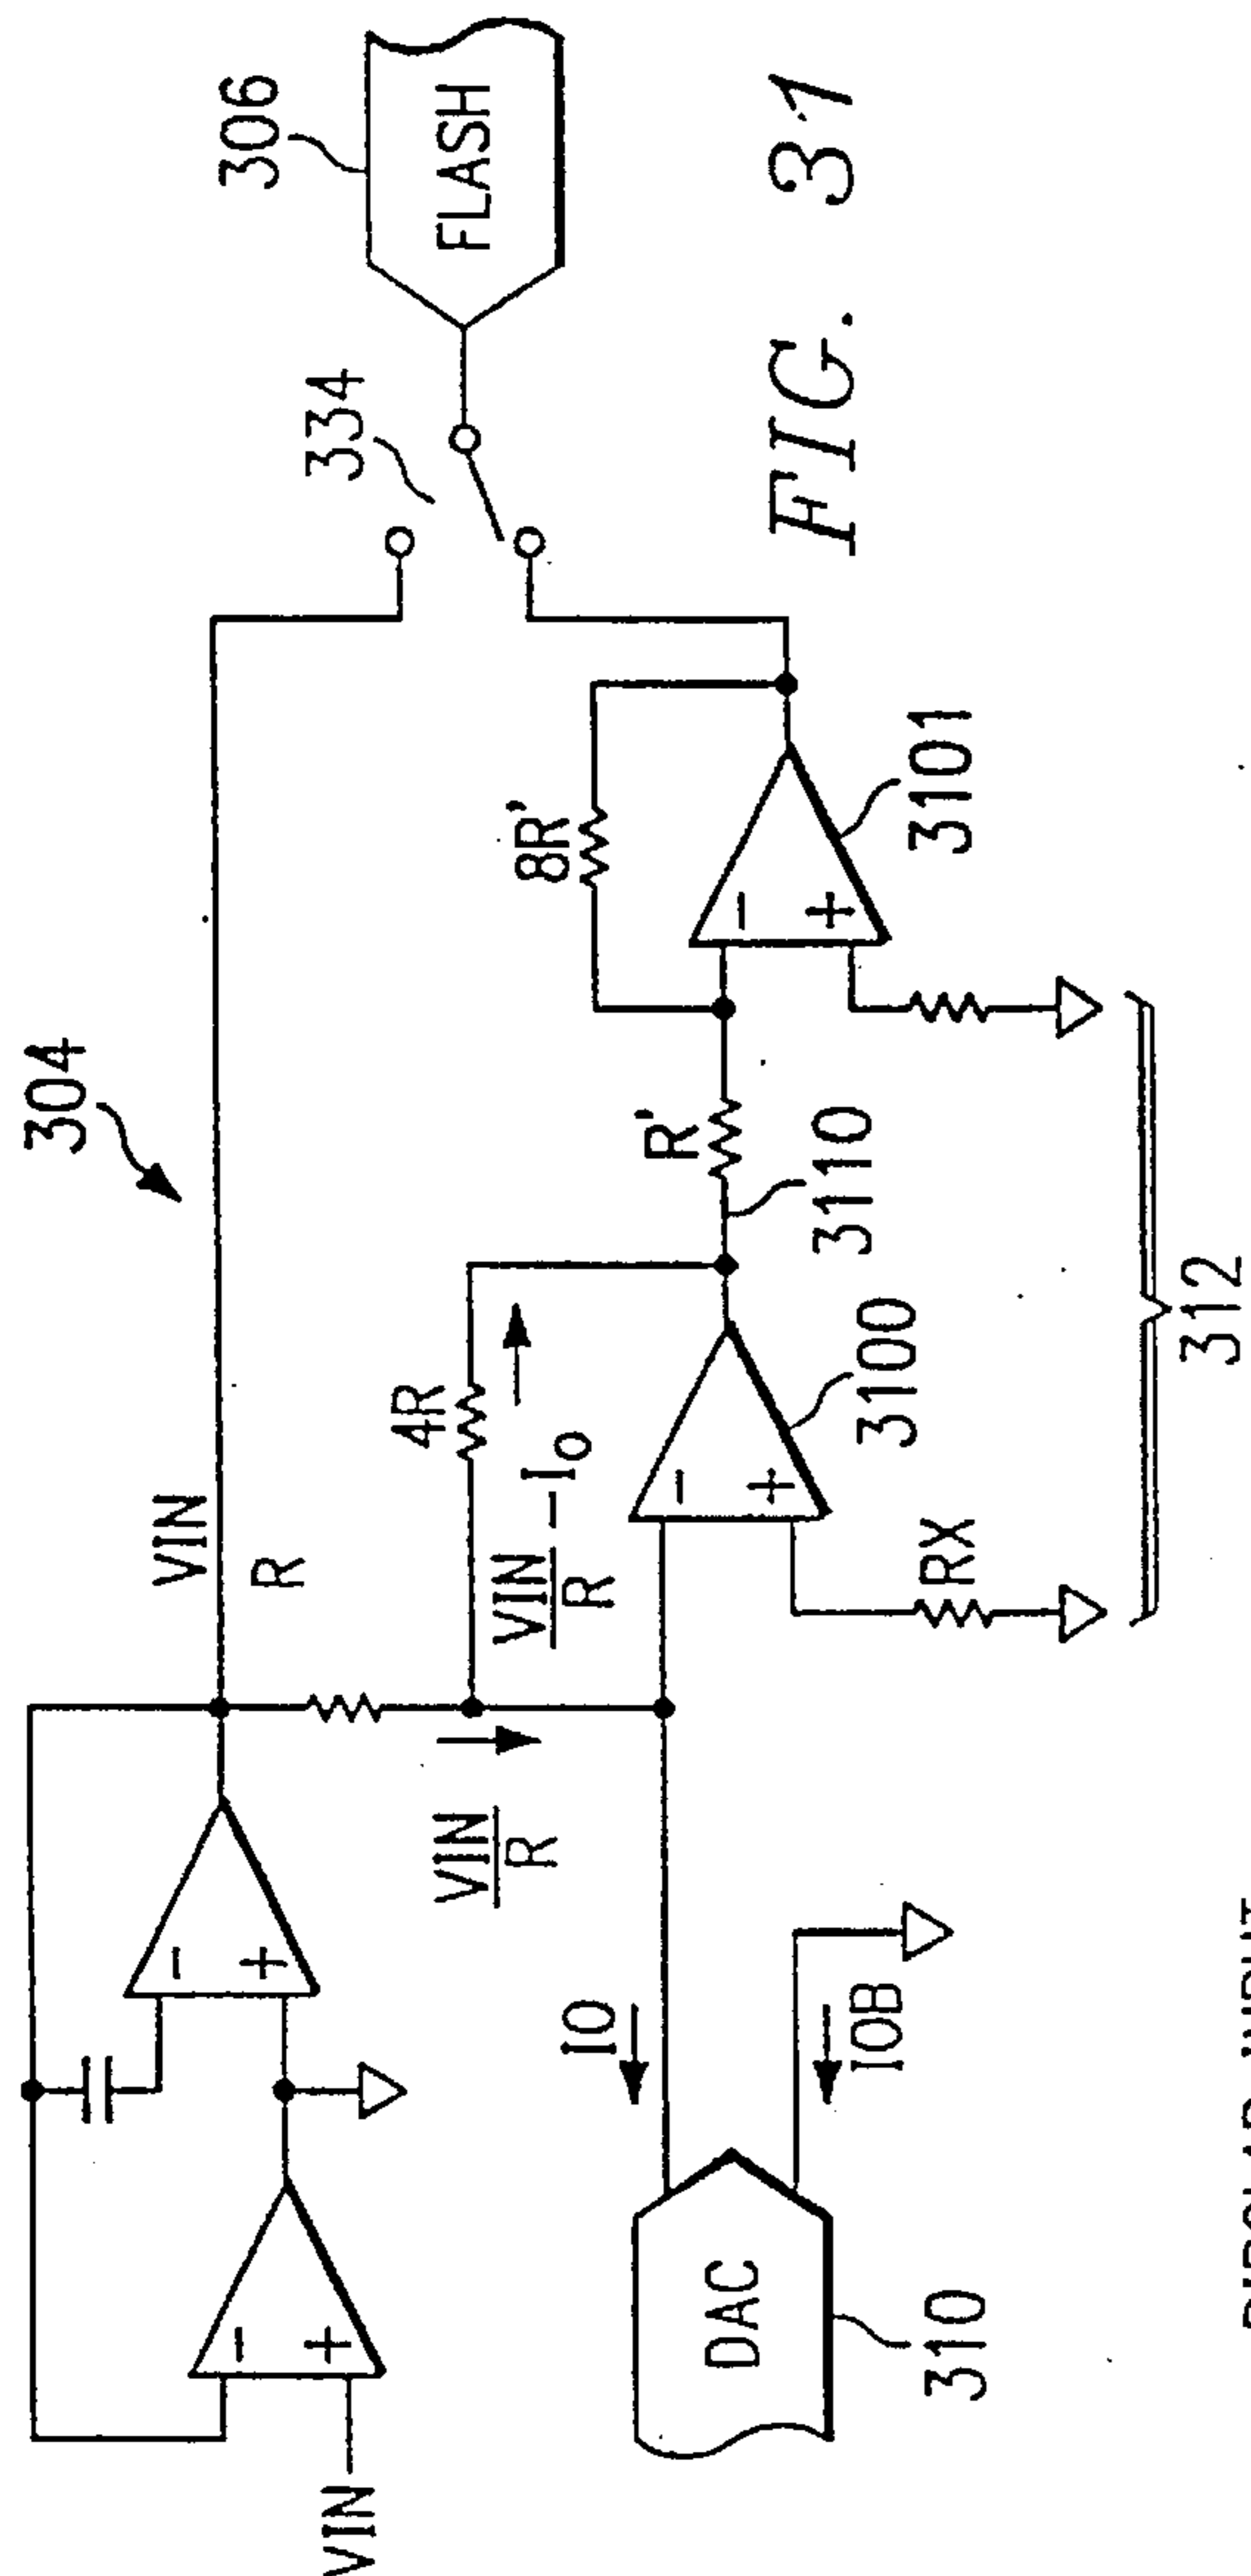 304
306
FLASH
334
VIN
R
4R
8R'
R'
VIN
R
VIN
R
-I₀
3110
3101
3100
RX
312
VIN
IO
IOB
DAC
310
FIG. 31